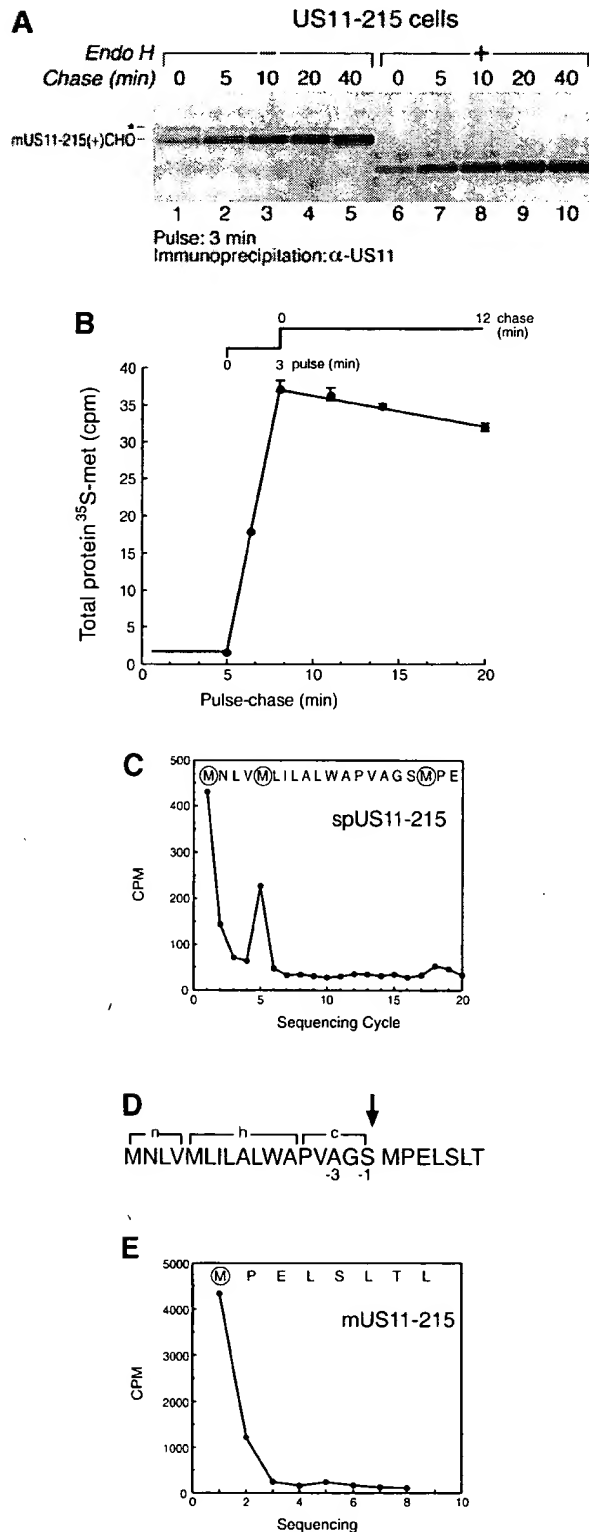 A
US11-215 cells
Endo H − +
Chase (min) 0 5 10 20 40 0 5 10 20 40
*
mUS11-215(+)CHO
1 2 3 4 5 6 7 8 9 10
Pulse: 3 min
Immunoprecipitation: α-US11
B
0 12 chase (min)
0 3 pulse (min)
Total protein ³⁵S-met (cpm)
40
35
30
25
20
15
10
5
0
0 5 10 15 20
Pulse-chase (min)
C
500
400
300
200
100
0
CPM
M N L V M L I L A L W A P V A G S M P E
spUS11-215
0 5 10 15 20
Sequencing Cycle
D
n h c
MNLVMLILALWAPVAGS MPELSLT
-3 -1
E
5000
4000
3000
2000
1000
0
CPM
M P E L S L T L
mUS11-215
0 2 4 6 8 10
Sequencing